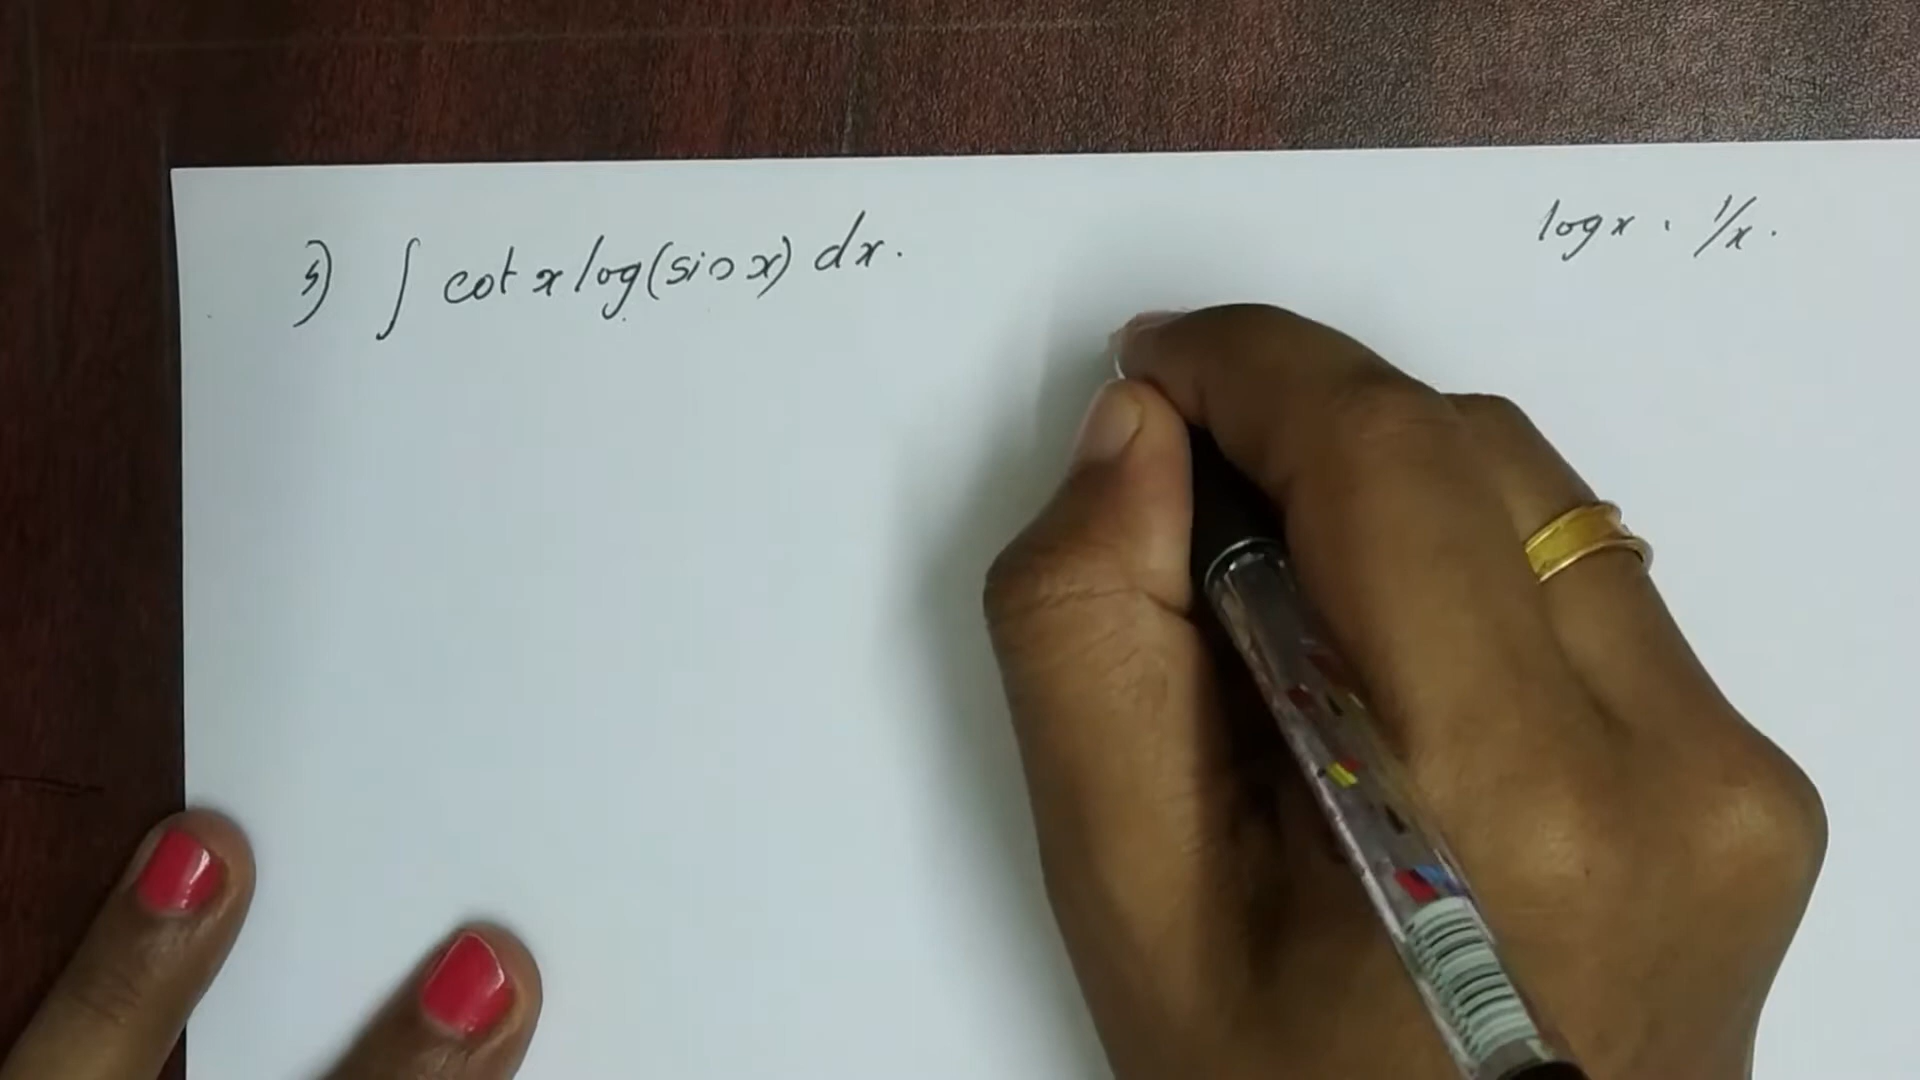 5) ∫ cot x log(sin x) dx.
log x . 1/x.